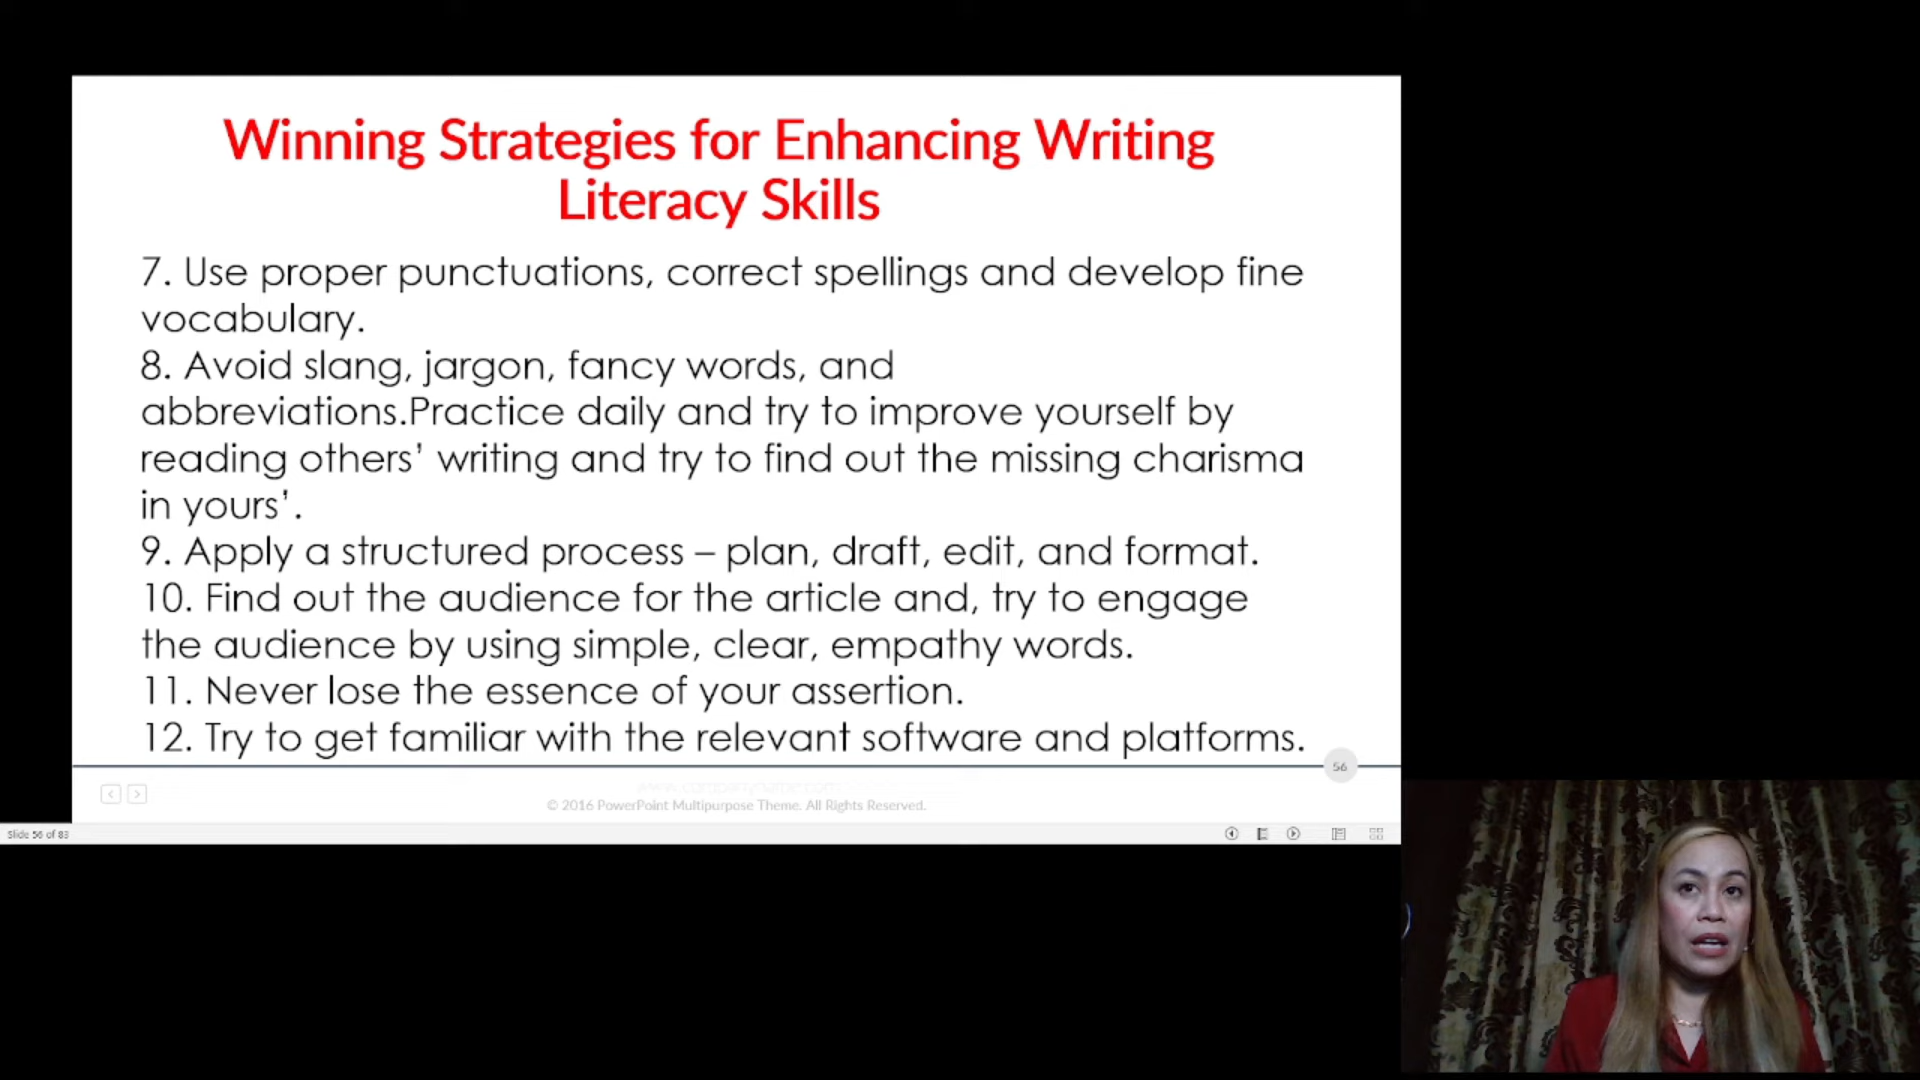 Winning Strategies for Enhancing Writing
Literacy Skills
7. Use proper punctuations, correct spellings and develop fine
vocabulary.
8. Avoid slang, jargon, fancy words, and
abbreviations.Practice daily and try to improve yourself by
reading others’ writing and try to find out the missing charisma
in yours’.
9. Apply a structured process – plan, draft, edit, and format.
10. Find out the audience for the article and, try to engage
the audience by using simple, clear, empathy words.
11. Never lose the essence of your assertion.
12. Try to get familiar with the relevant software and platforms.
56
© 2016 PowerPoint Multipurpose Theme. All Rights Reserved.
Slide 56 of 83